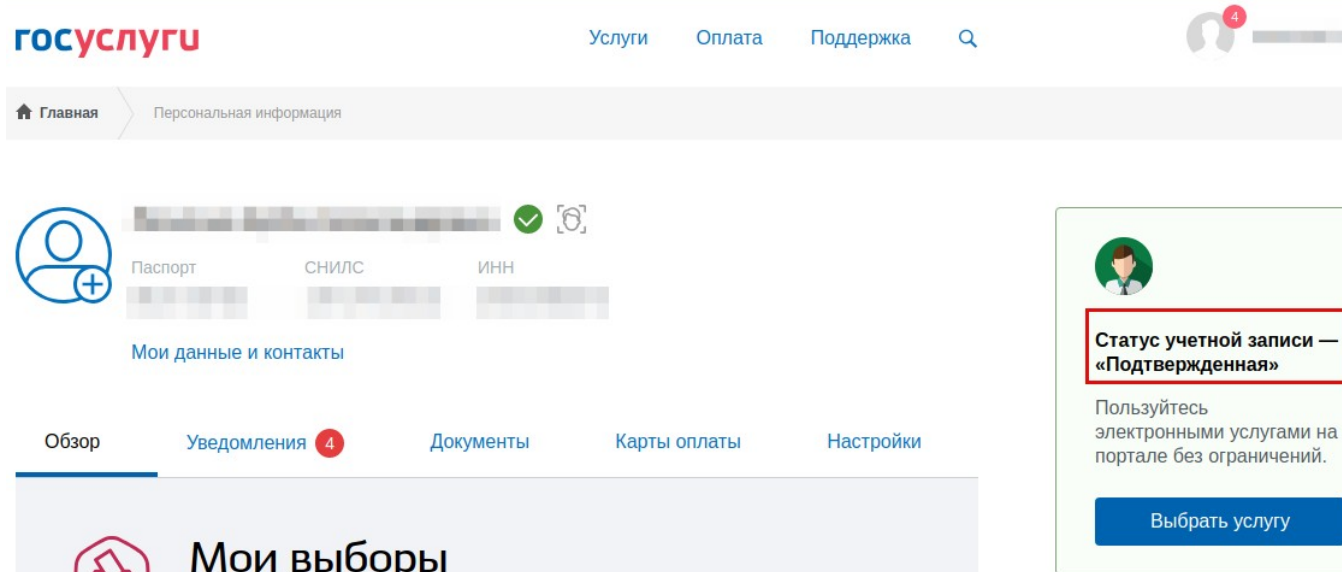 госуслуги
Услуги Оплата Поддержка
4
Главная Персональная информация
Паспорт СНИЛС ИНН
Мои данные и контакты
Обзор Уведомления 4 Документы Карты оплаты Настройки
Мои выборы
Статус учетной записи —
«Подтвержденная»
Пользуйтесь
электронными услугами на
портале без ограничений.
Выбрать услугу